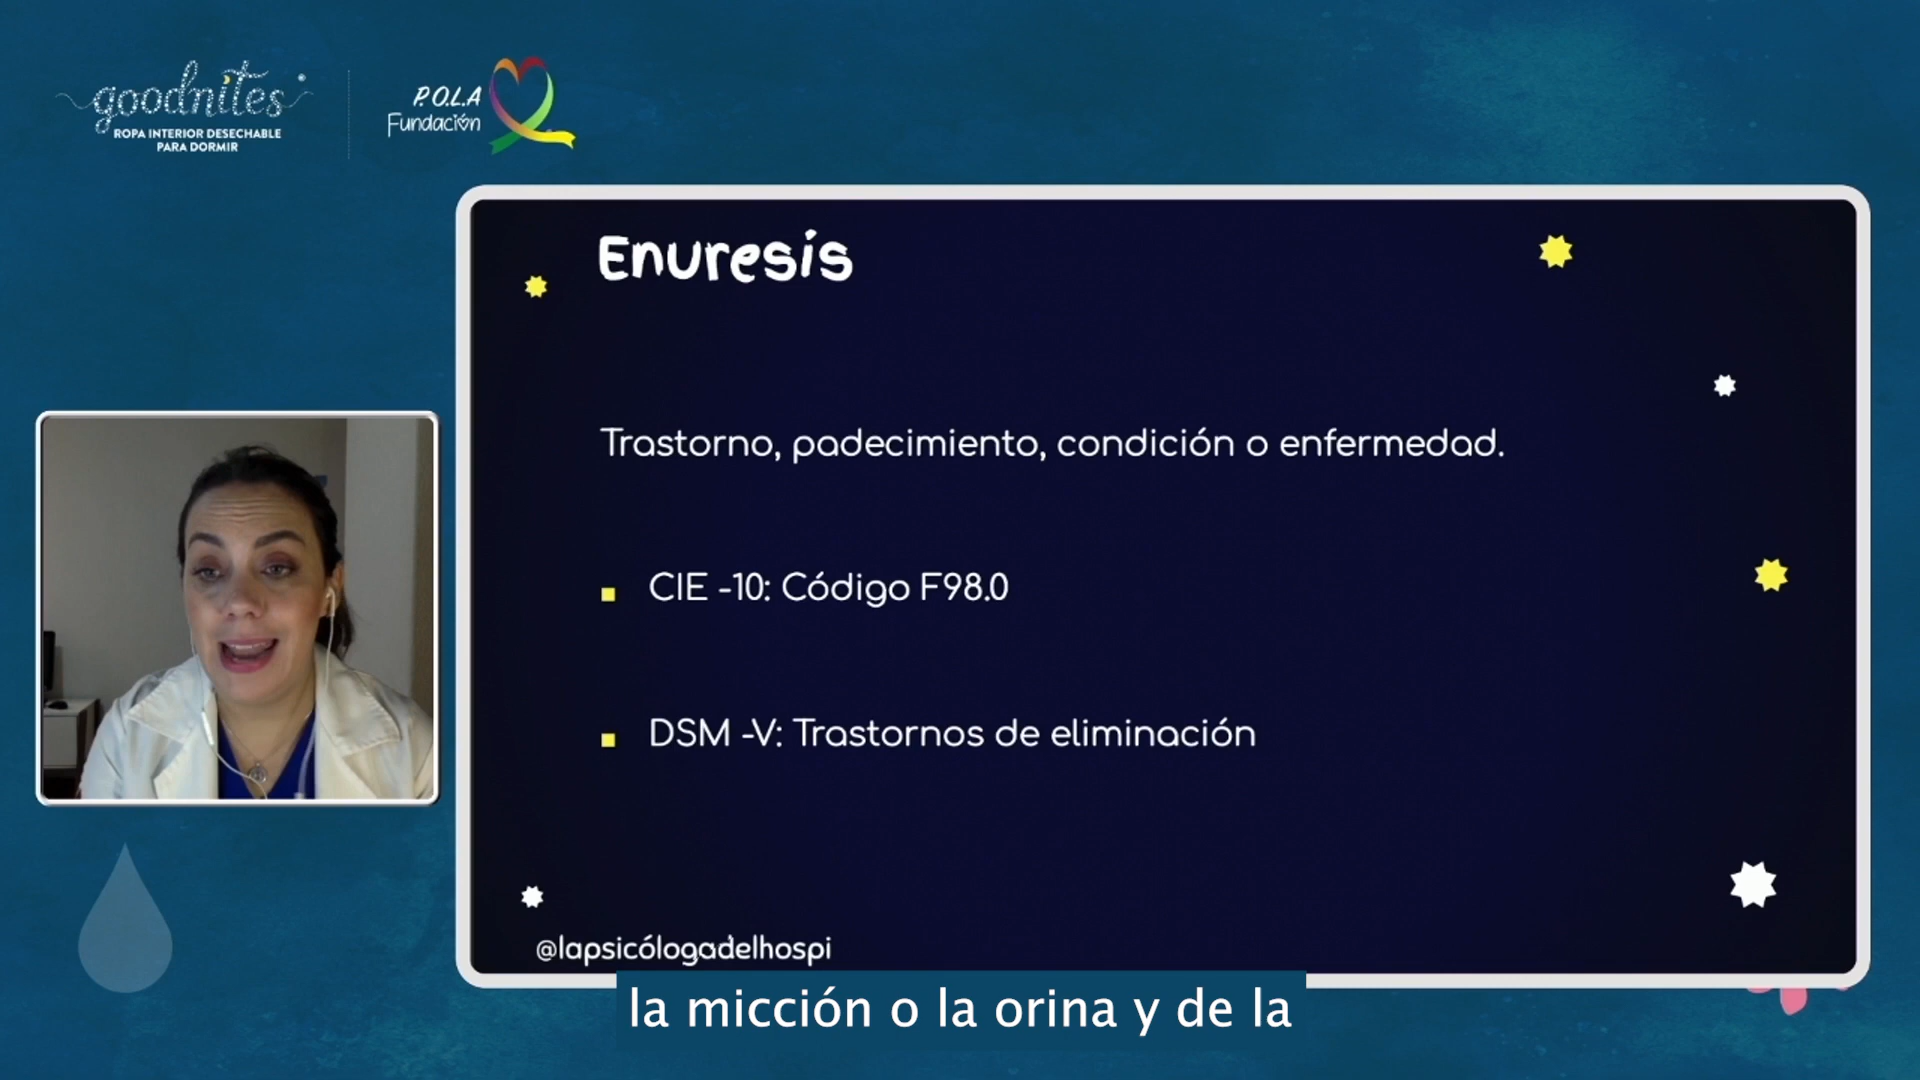 goodnites
ROPA INTERIOR DESECHABLE
PARA DORMIR
P.O.L.A
Fundación
Enuresis
Trastorno, padecimiento, condición o enfermedad.
CIE -10: Código F98.0
DSM -V: Trastornos de eliminación
@lapsicólogadelhospi
la micción o la orina y de la